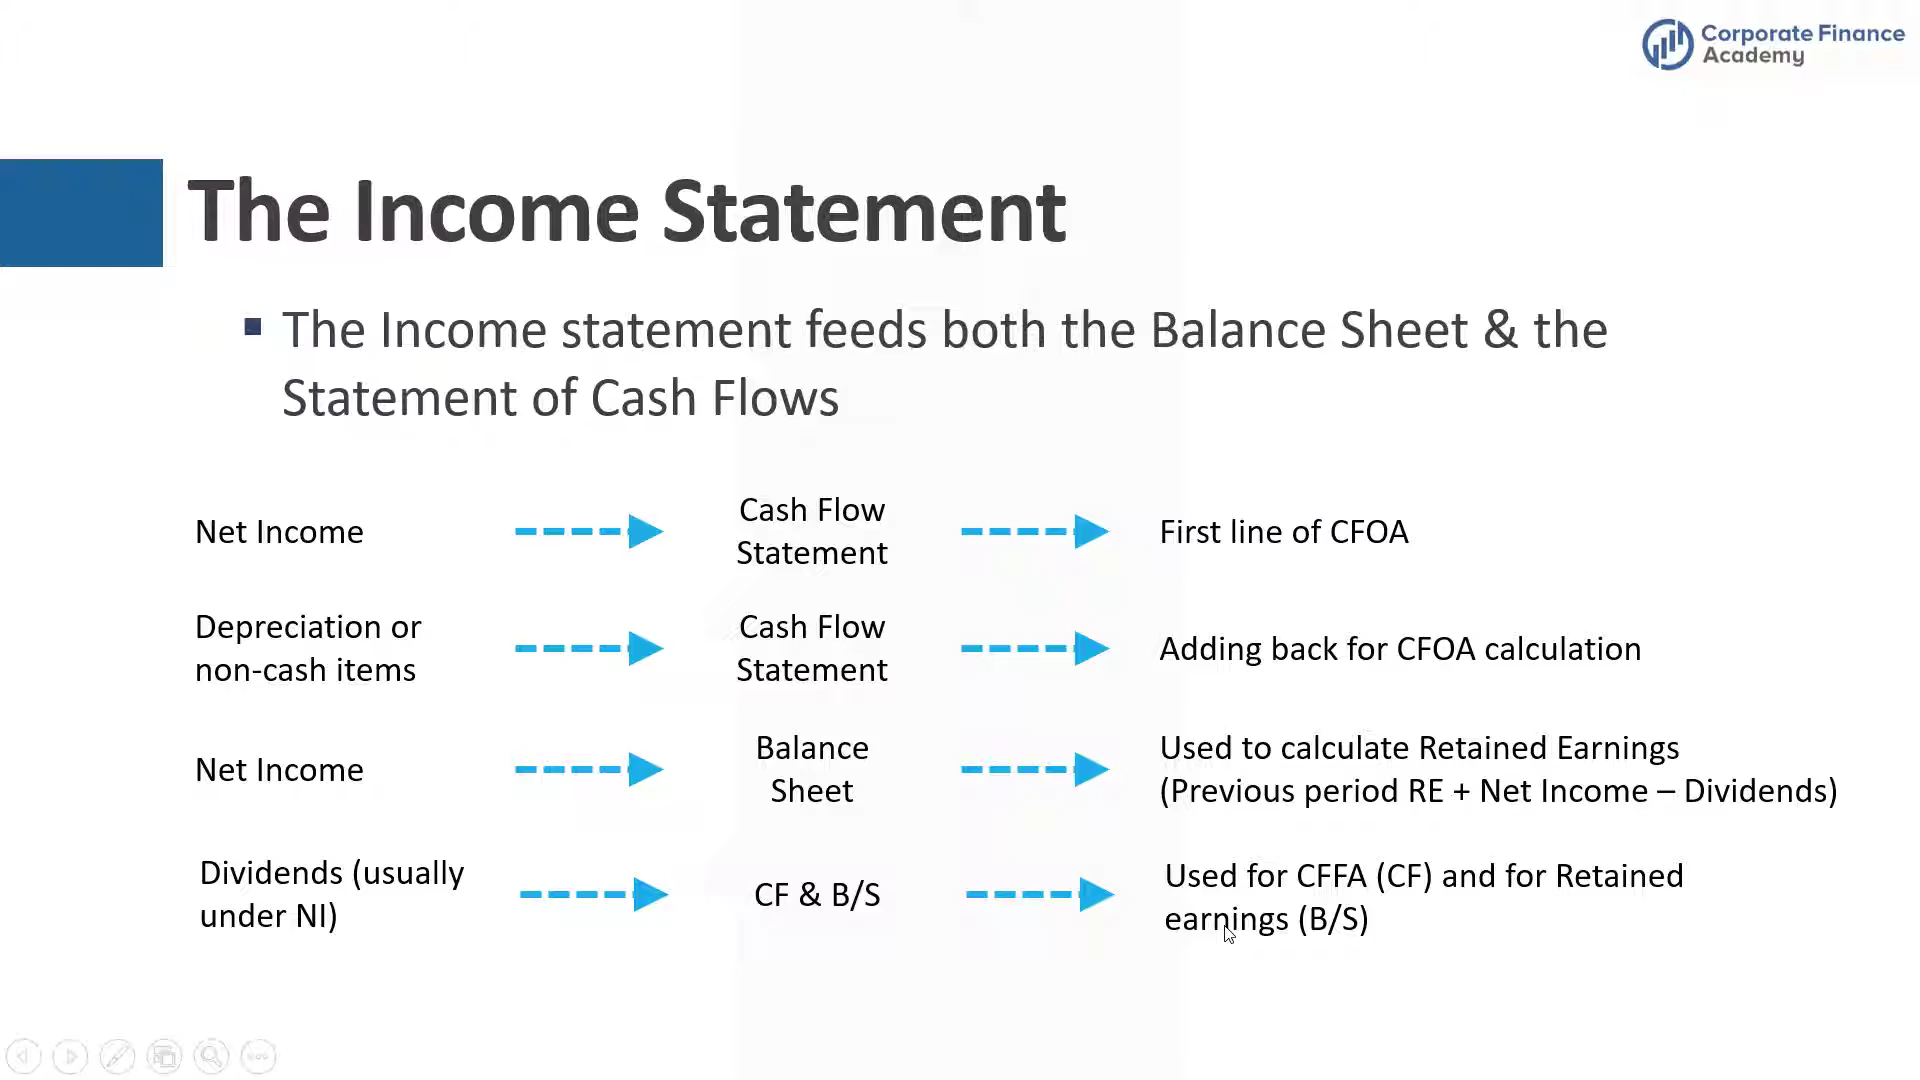 Corporate Finance
Academy
The Income Statement
The Income statement feeds both the Balance Sheet & the
Statement of Cash Flows
Net Income
Cash Flow
Statement
First line of CFOA
Depreciation or
non-cash items
Cash Flow
Statement
Adding back for CFOA calculation
Net Income
Balance
Sheet
Used to calculate Retained Earnings
(Previous period RE + Net Income – Dividends)
Dividends (usually
under NI)
CF & B/S
Used for CFFA (CF) and for Retained
earnings (B/S)